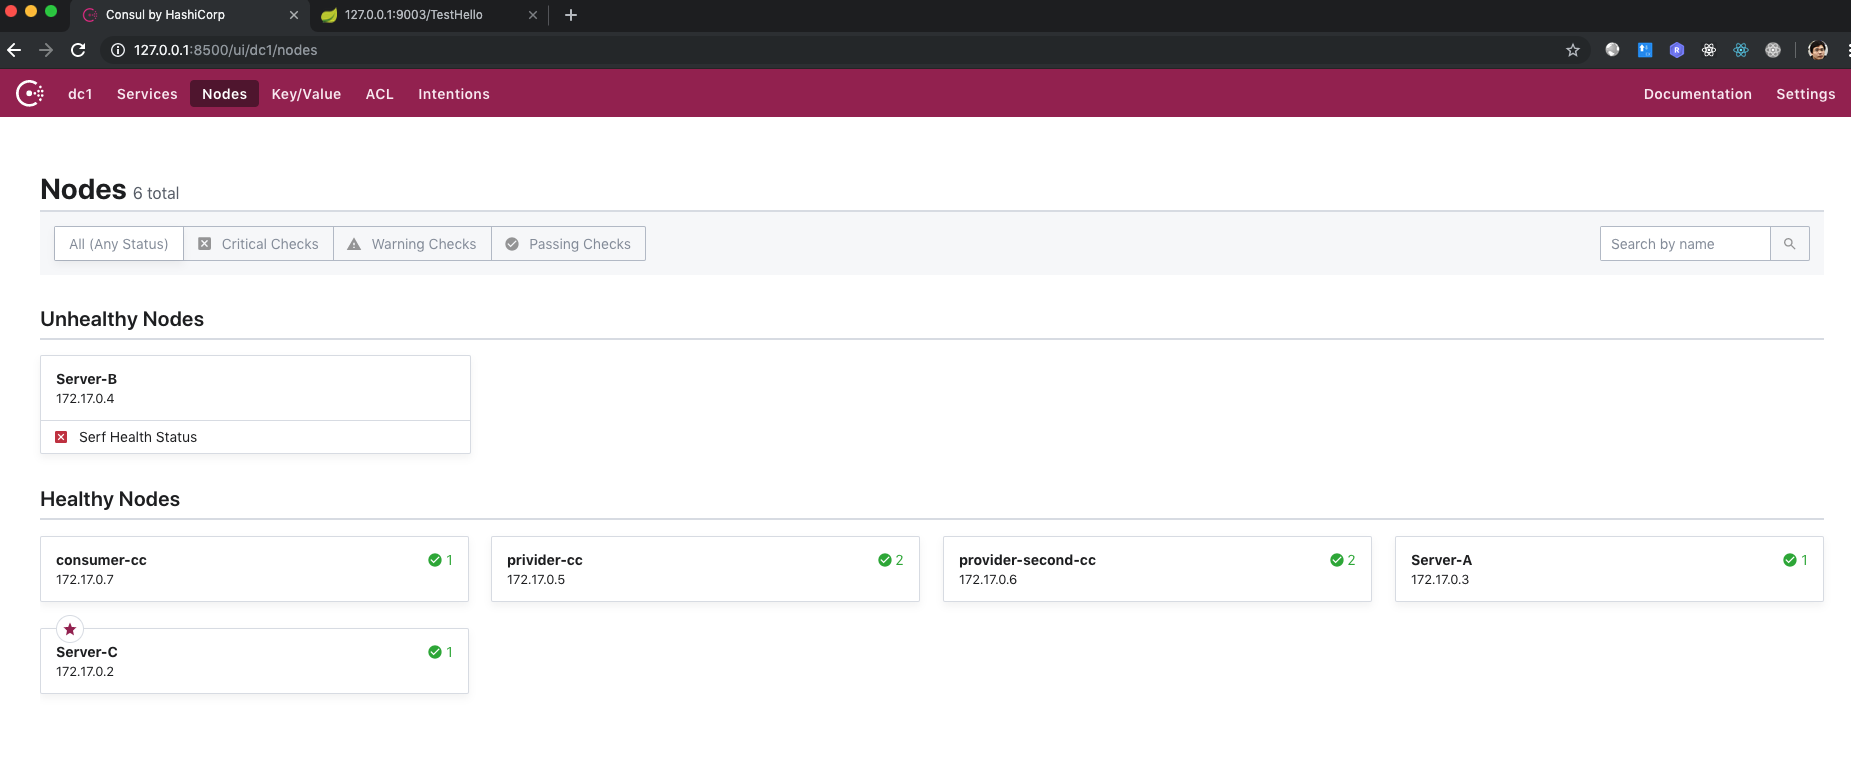 Consul by HashiCorp
127.0.0.1:9003/TestHello
127.0.0.1:8500/ui/dc1/nodes
dc1 Services Nodes Key/Value ACL Intentions Documentation Settings
Nodes 6 total
All (Any Status) Critical Checks Warning Checks Passing Checks Search by name
Unhealthy Nodes
Server-B
172.17.0.4
Serf Health Status
Healthy Nodes
consumer-cc 1
172.17.0.7
privider-cc 2
172.17.0.5
provider-second-cc 2
172.17.0.6
Server-A 1
172.17.0.3
Server-C 1
172.17.0.2